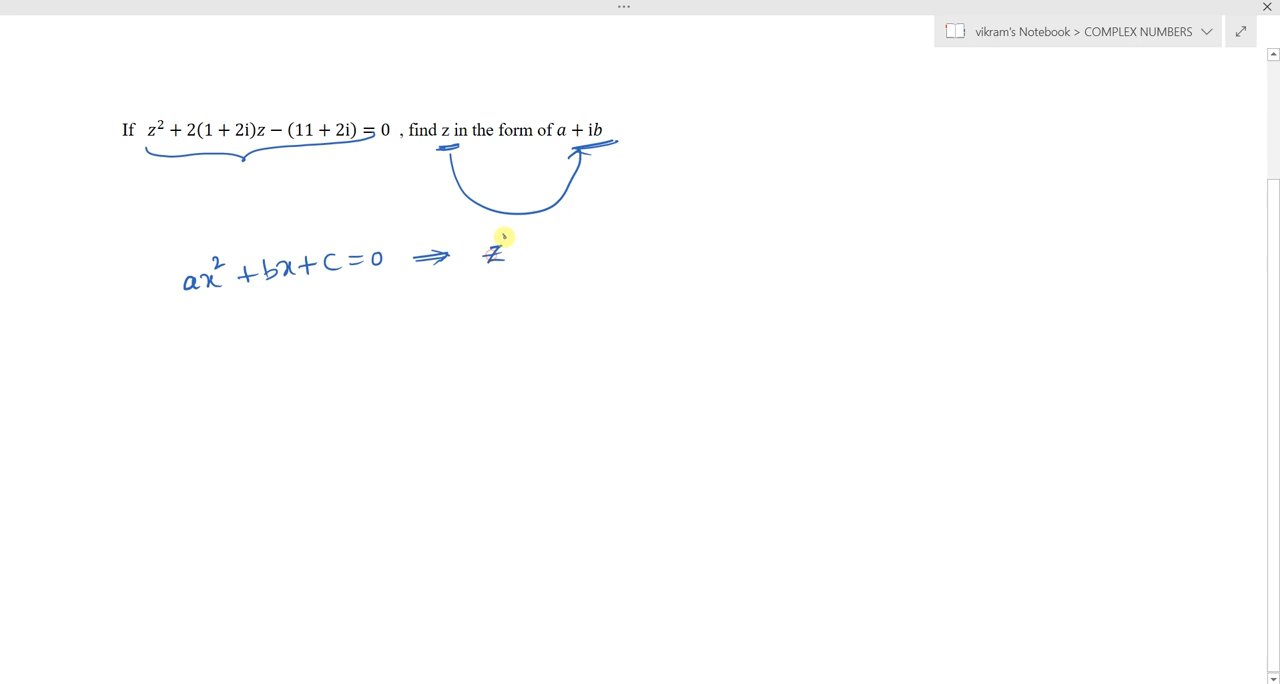 vikram's Notebook > COMPLEX NUMBERS
If z² + 2(1 + 2i)z − (11 + 2i) = 0 , find z in the form of a + ib
ax² + bx + c = 0 ⇒ z